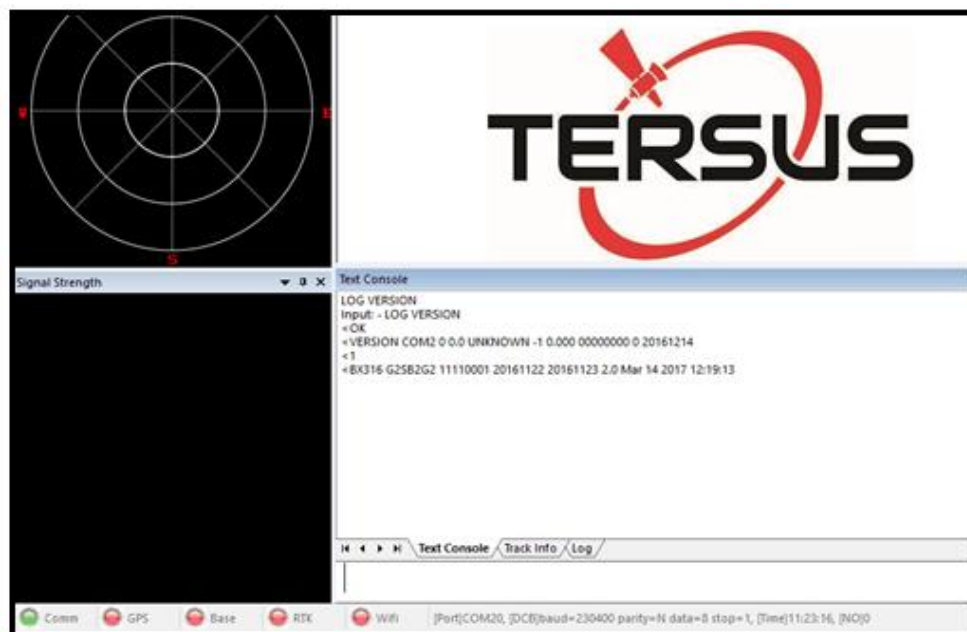 W
E
S
TERSUS
Signal Strength
Text Console
LOG VERSION
Input: - LOG VERSION
<OK
<VERSION COM2 0 0.0 UNKNOWN -1 0.000 00000000 0 20161214
<1
<BX316 G2SB2G2 11110001 20161122 20161123 2.0 Mar 14 2017 12:19:13
Text Console Track Info Log
Comm GPS Base RTK Wifi [Port]COM20, [DCB]baud=230400 parity=N data=8 stop=1, [Time]11:23:16, [NO]0